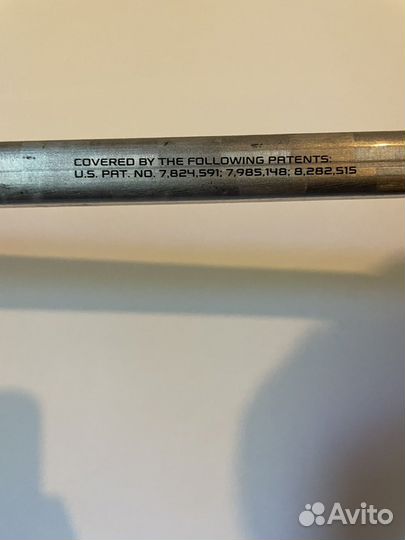 COVERED BY THE FOLLOWING PATENTS:
U.S. PAT. NO. 7,824,591; 7,985,148; 8,282,515
Avito